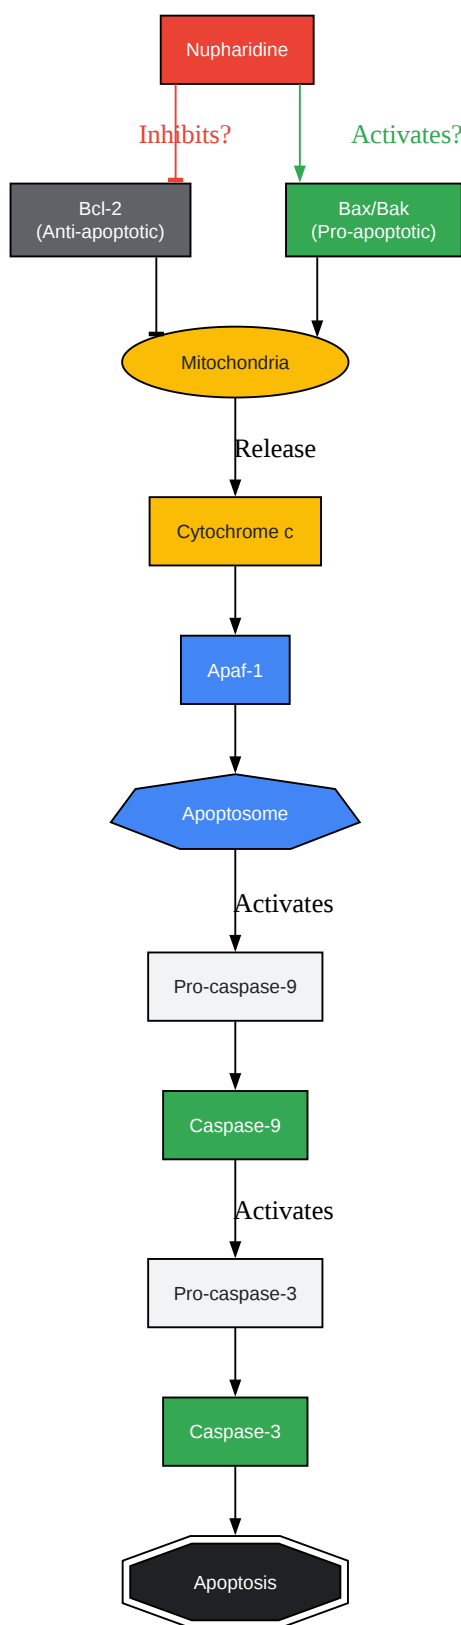 Nupharidine
Inhibits?
Activates?
Bcl-2
(Anti-apoptotic)
Bax/Bak
(Pro-apoptotic)
Mitochondria
Release
Cytochrome c
Apaf-1
Apoptosome
Activates
Pro-caspase-9
Caspase-9
Activates
Pro-caspase-3
Caspase-3
Apoptosis